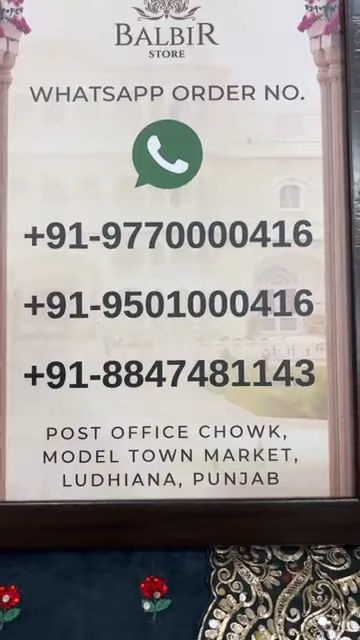 BALBIR
STORE
WHATSAPP ORDER NO.
+91-9770000416
+91-9501000416
+91-8847481143
POST OFFICE CHOWK,
MODEL TOWN MARKET,
LUDHIANA, PUNJAB